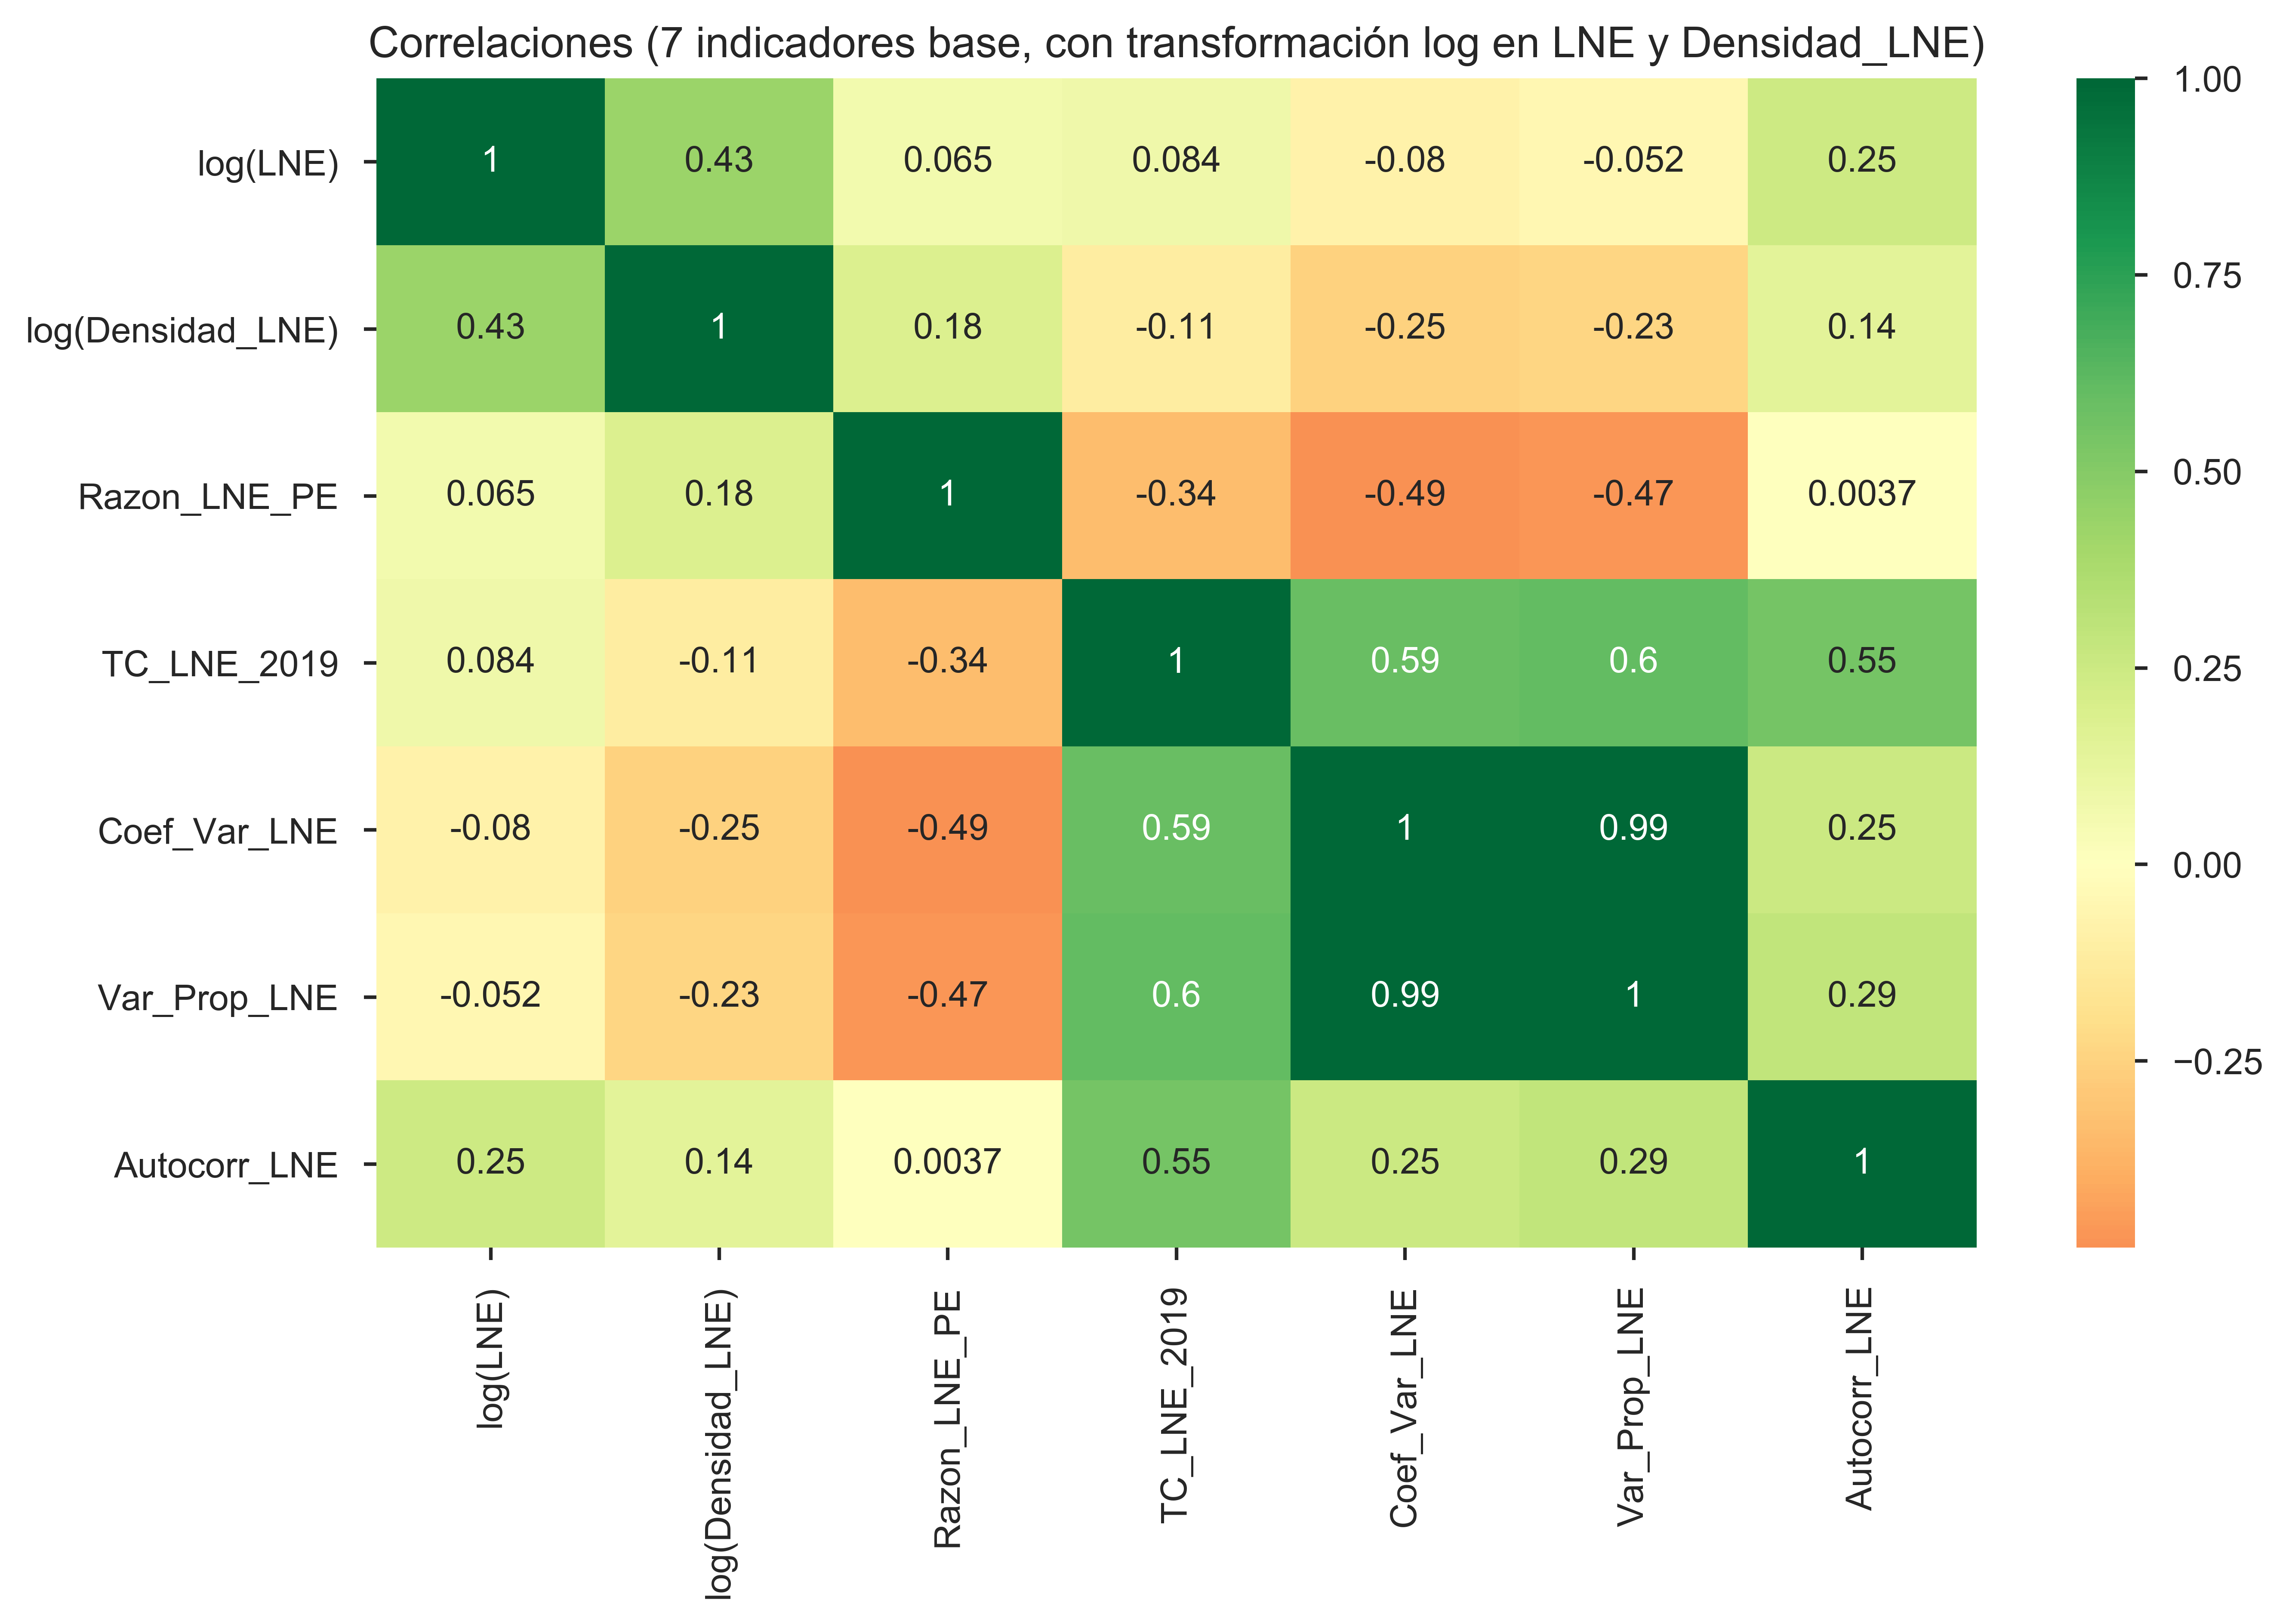 Correlaciones (7 indicadores base, con transformación log en LNE y Densidad_LNE)
log(LNE) 1 0.43 0.065 0.084 -0.08 -0.052 0.25
log(Densidad_LNE) 0.43 1 0.18 -0.11 -0.25 -0.23 0.14
Razon_LNE_PE 0.065 0.18 1 -0.34 -0.49 -0.47 0.0037
TC_LNE_2019 0.084 -0.11 -0.34 1 0.59 0.6 0.55
Coef_Var_LNE -0.08 -0.25 -0.49 0.59 1 0.99 0.25
Var_Prop_LNE -0.052 -0.23 -0.47 0.6 0.99 1 0.29
Autocorr_LNE 0.25 0.14 0.0037 0.55 0.25 0.29 1
log(LNE)
log(Densidad_LNE)
Razon_LNE_PE
TC_LNE_2019
Coef_Var_LNE
Var_Prop_LNE
Autocorr_LNE
1.00
0.75
0.50
0.25
0.00
−0.25